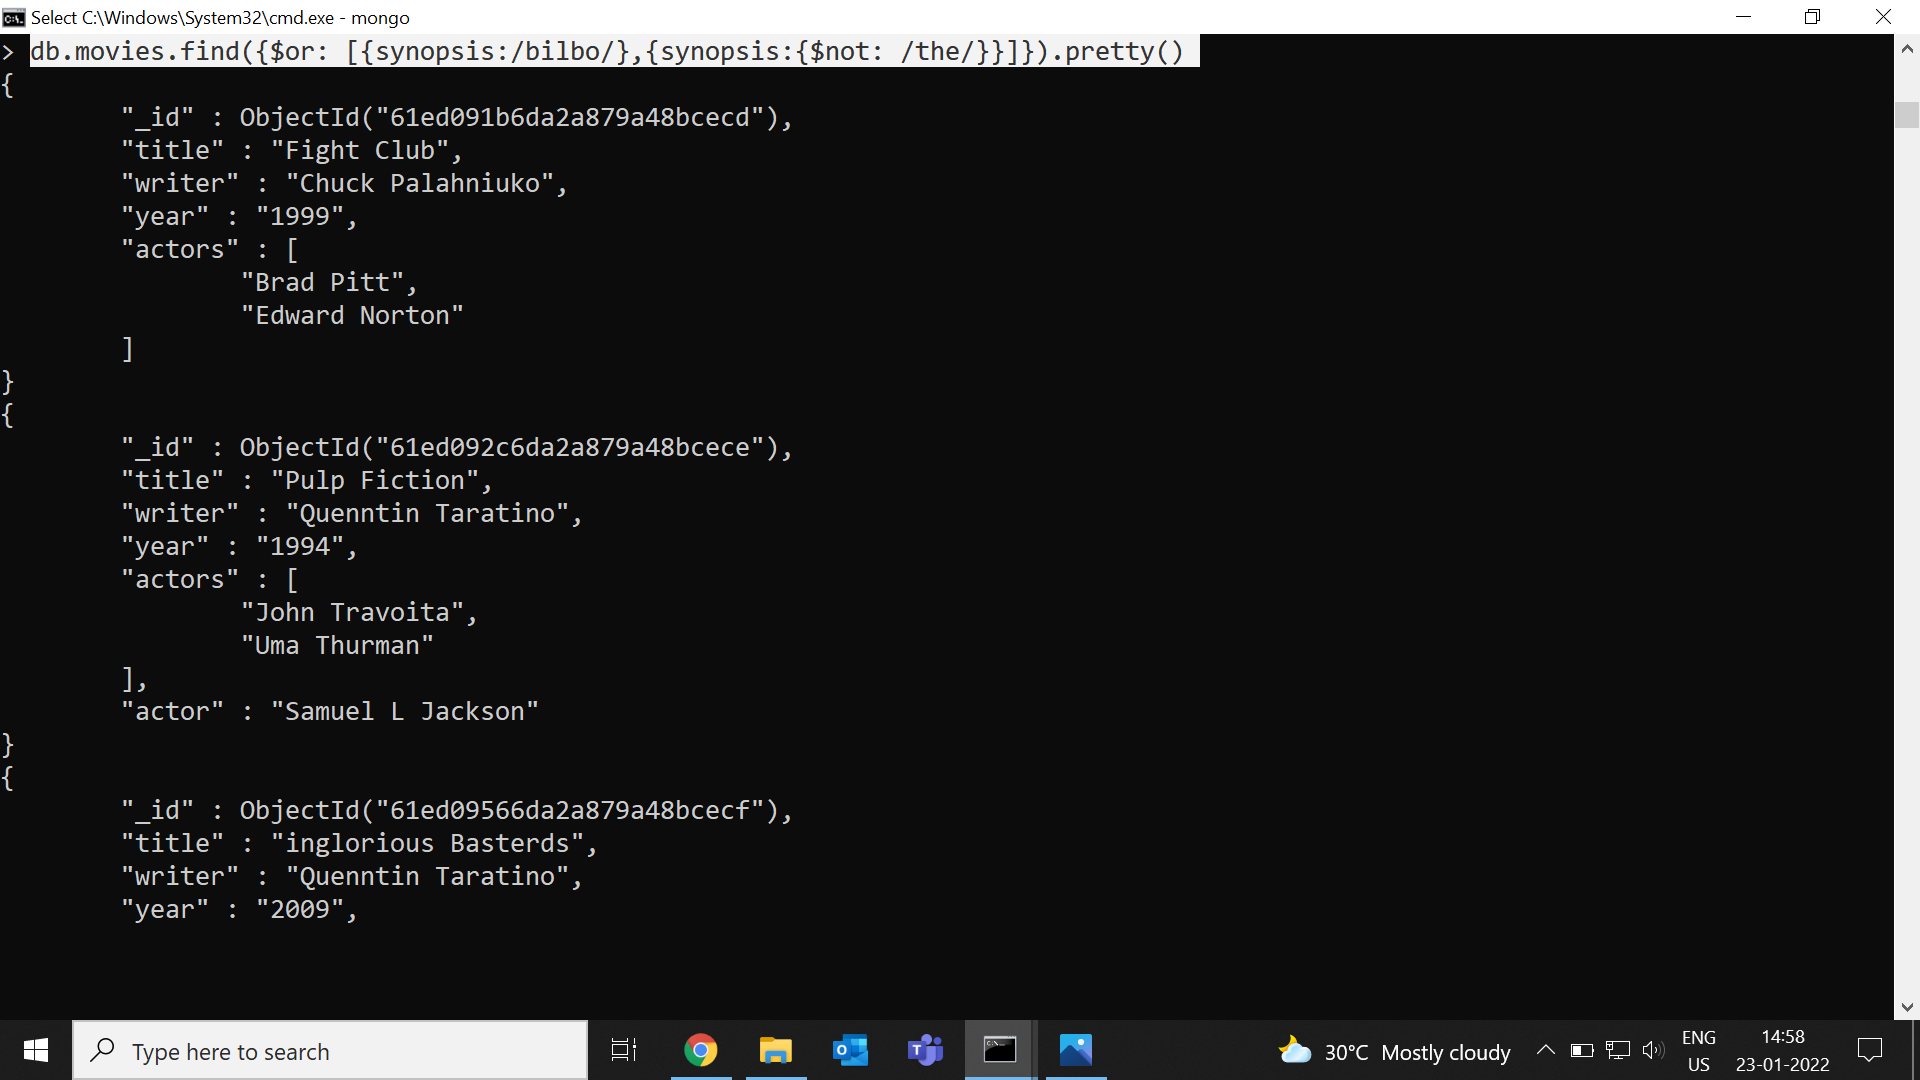 Select C:\Windows\System32\cmd.exe - mongo
> db.movies.find({$or: [{synopsis:/bilbo/},{synopsis:{$not: /the/}}]}).pretty()
{
"_id" : ObjectId("61ed091b6da2a879a48bcecd"),
"title" : "Fight Club",
"writer" : "Chuck Palahniuko",
"year" : "1999",
"actors" : [
"Brad Pitt",
"Edward Norton"
]
}
{
"_id" : ObjectId("61ed092c6da2a879a48bcece"),
"title" : "Pulp Fiction",
"writer" : "Quenntin Taratino",
"year" : "1994",
"actors" : [
"John Travoita",
"Uma Thurman"
],
"actor" : "Samuel L Jackson"
}
{
"_id" : ObjectId("61ed09566da2a879a48bcecf"),
"title" : "inglorious Basterds",
"writer" : "Quenntin Taratino",
"year" : "2009",
Type here to search
30°C Mostly cloudy
ENG
US
14:58
23-01-2022